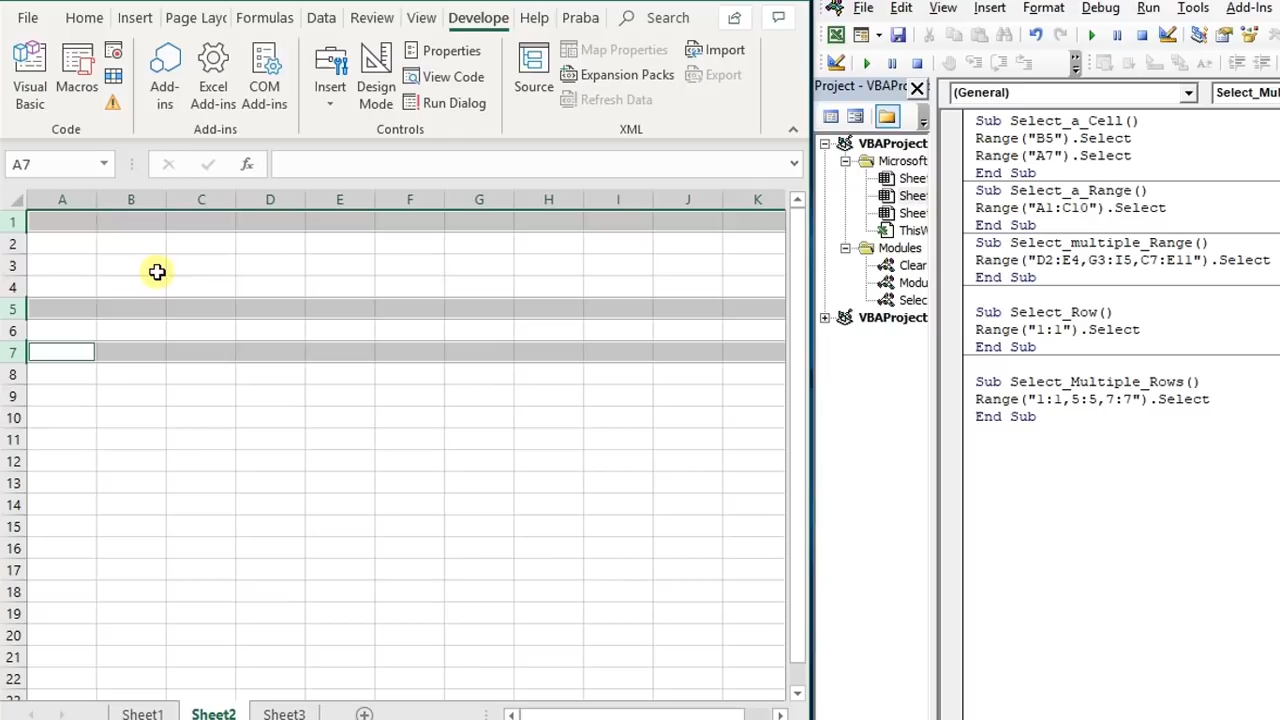 File Home Insert Page Layo Formulas Data Review View Develope Help Praba Search
Visual Basic
Macros
Code
Add-ins
Excel Add-ins
COM Add-ins
Add-ins
Insert
Design Mode
Properties
View Code
Run Dialog
Controls
Source
Map Properties
Expansion Packs
Refresh Data
Import
Export
XML
A7
fx
A B C D E F G H I J K
1
2
3
4
5
6
7
8
9
10
11
12
13
14
15
16
17
18
19
20
21
22
23
Sheet1 Sheet2 Sheet3
File Edit View Insert Format Debug Run Tools Add-Ins
Project - VBAPro
VBAProject
Microsoft
Sheet
Sheet
Sheet
ThisW
Modules
Clear
Modu
Selec
VBAProject
(General)
Select_Mul
Sub Select_a_Cell()
Range("B5").Select
Range("A7").Select
End Sub
Sub Select_a_Range()
Range("A1:C10").Select
End Sub
Sub Select_multiple_Range()
Range("D2:E4,G3:I5,C7:E11").Select
End Sub
Sub Select_Row()
Range("1:1").Select
End Sub
Sub Select_Multiple_Rows()
Range("1:1,5:5,7:7").Select
End Sub